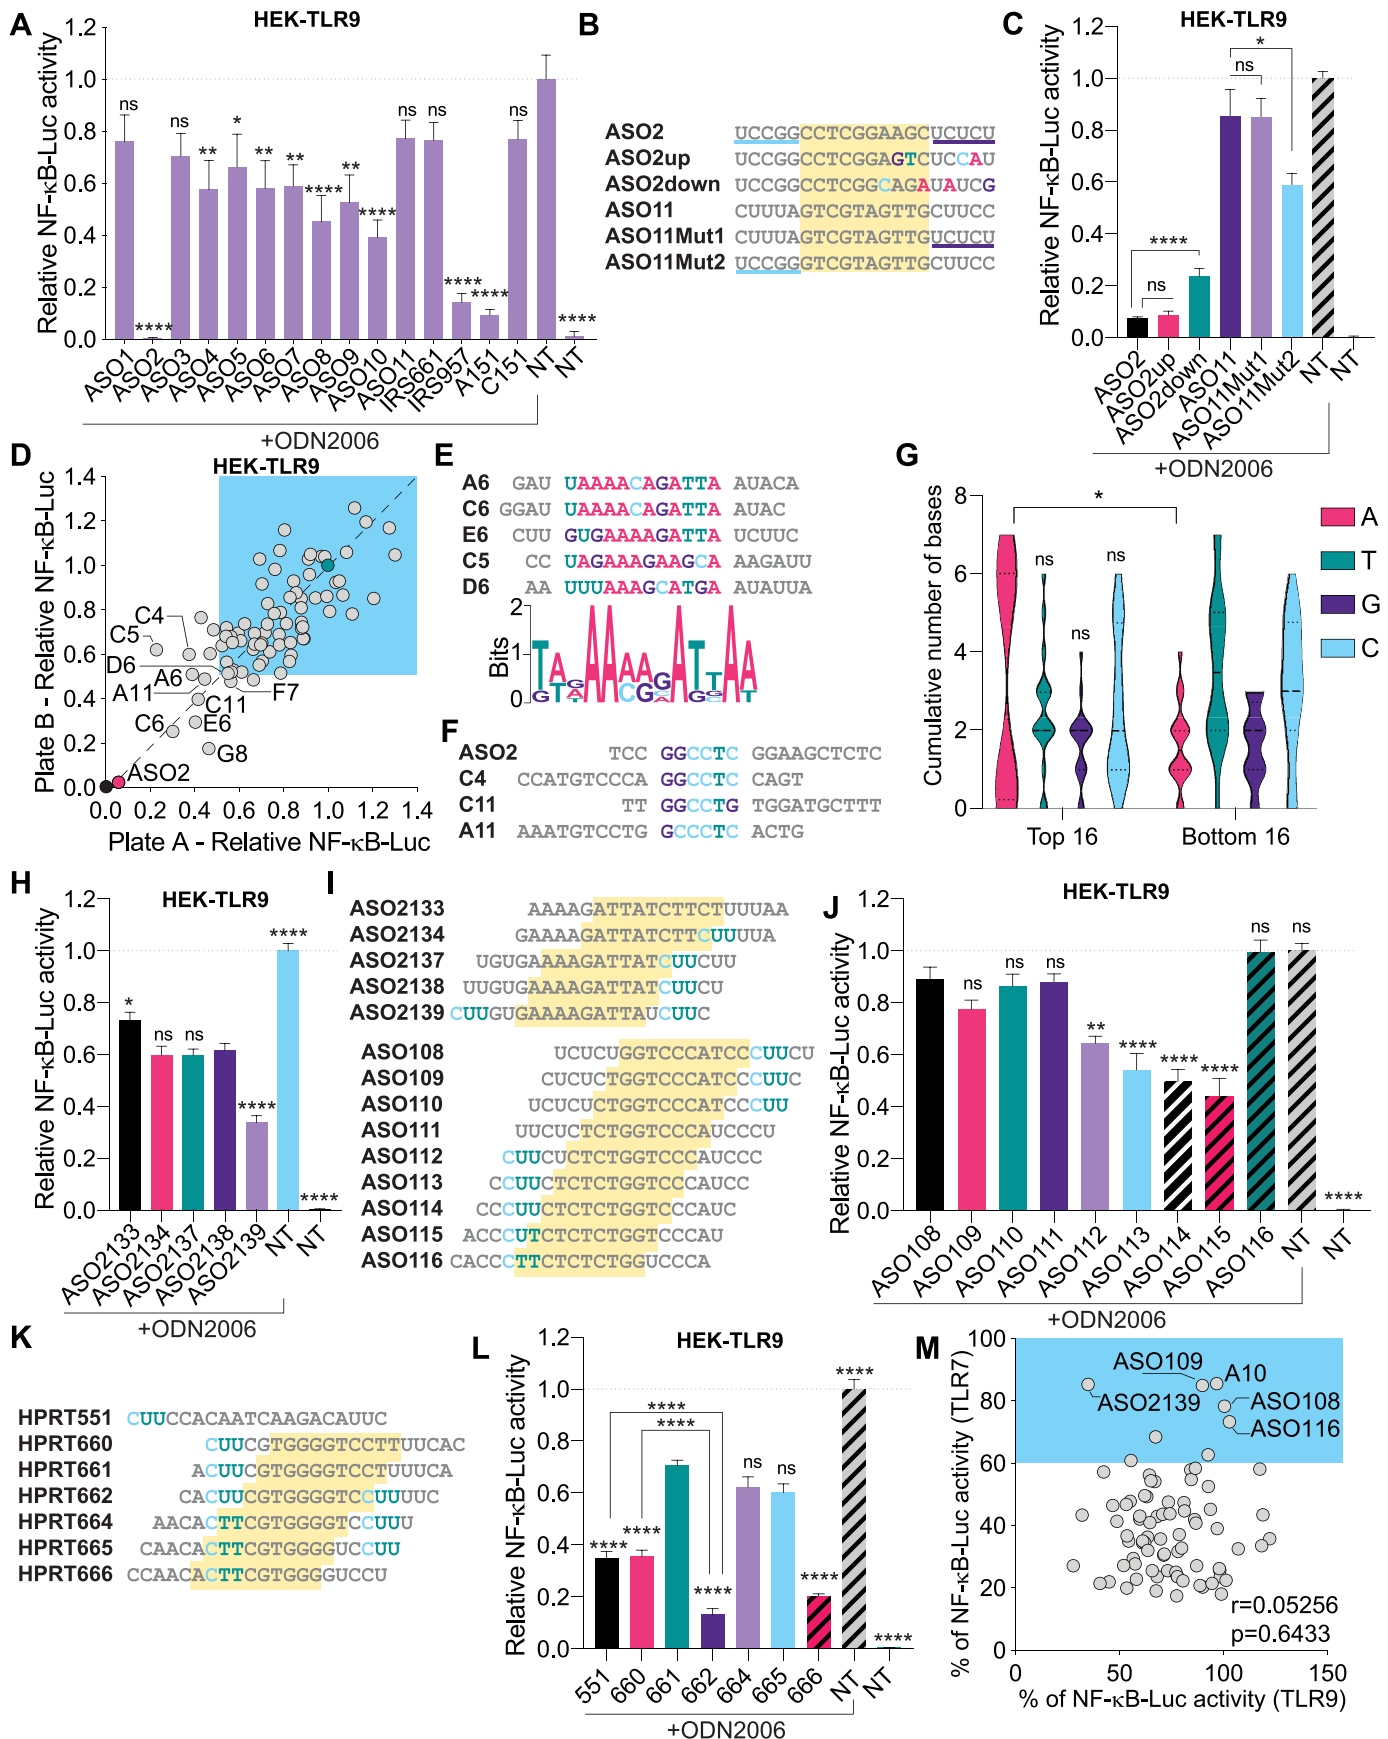 A
HEK-TLR9
Relative NF-κB-Luc activity
1.2
1.0
0.8
0.6
0.4
0.2
0.0
ns
****
ns
**
*
**
**
****
**
****
ns
ns
****
****
ns
****
ASO1
ASO2
ASO3
ASO4
ASO5
ASO6
ASO7
ASO8
ASO9
ASO10
ASO11
IRS661
IRS957
A151
C151
NT
NT
+ODN2006
B
ASO2 UCCGGCCTCGGAAGCUCUCU
ASO2up UCCGGCCTCGGAGTCUCCAU
ASO2down UCCGGCCTCGGCAGAUAUCG
ASO11 CUUUAGTCGTAGTTGCUUCC
ASO11Mut1 CUUUAGTCGTAGTTGUCUCU
ASO11Mut2 UCCGGGTCGTAGTTGCUUCC
C
HEK-TLR9
Relative NF-κB-Luc activity
1.2
1.0
0.8
0.6
0.4
0.2
0.0
****
ns
ns
*
ASO2
ASO2up
ASO2down
ASO11
ASO11Mut1
ASO11Mut2
NT
NT
+ODN2006
D
HEK-TLR9
Plate B - Relative NF-κB-Luc
1.4
1.2
1.0
0.8
0.6
0.4
0.2
0
C4
C5
D6
A6
A11
C11
F7
C6
E6
G8
ASO2
0.0 0.2 0.4 0.6 0.8 1.0 1.2 1.4
Plate A - Relative NF-κB-Luc
E
A6 GAU UAAAACAGATTA AUACA
C6 GGAU UAAAACAGATTA AUAC
E6 CUU GUGAAAAGATTA UCUUC
C5 CC UAGAAAGAAGCA AAGAUU
D6 AA UUUAAAGCATGA AUAUUA
Bits
2
1
0
F
ASO2 TCC GGCCTC GGAAGCTCTC
C4 CCATGTCCCA GGCCTC CAGT
C11 TT GGCCTG TGGATGCTTT
A11 AAATGTCCTG GCCCTC ACTG
G
Cumulative number of bases
8
6
4
2
0
*
ns
ns
ns
Top 16
Bottom 16
A
T
G
C
H
HEK-TLR9
Relative NF-κB-Luc activity
1.2
1.0
0.8
0.6
0.4
0.2
0.0
*
ns
ns
****
****
****
ASO2133
ASO2134
ASO2137
ASO2138
ASO2139
NT
NT
+ODN2006
I
ASO2133 AAAAGATTATCTTCTUUUAA
ASO2134 GAAAAGATTATCTTCUUUUA
ASO2137 UGUGAAAAGATTATCUUCUU
ASO2138 UUGUGAAAAGATTAUCUUCU
ASO2139 CUUGUGAAAAGATTAUCUUC
ASO108 UCUCUGGTCCCATCCCUUCU
ASO109 CUCUCTGGTCCCATCCCUUC
ASO110 UCUCUCTGGTCCCATCCCUU
ASO111 UUCUCTCTGGTCCCAUCCCU
ASO112 CUUCUCTCTGGTCCCAUCCC
ASO113 CCUUCTCTCTGGTCCCAUCC
ASO114 CCCUUCTCTCTGGTCCCAUC
ASO115 ACCCUTCTCTCTGGTCCCAU
ASO116 CACCCTTCTCTCTGGUCCCA
J
HEK-TLR9
Relative NF-κB-Luc activity
1.2
1.0
0.8
0.6
0.4
0.2
0.0
ns
ns
ns
**
****
****
****
ns
ns
****
ASO108
ASO109
ASO110
ASO111
ASO112
ASO113
ASO114
ASO115
ASO116
NT
NT
+ODN2006
K
HPRT551 CUUCCACAATCAAGACAUUC
HPRT660 CUUCGTGGGGTCCTTUUCAC
HPRT661 ACUUCGTGGGGTCCTUUUCA
HPRT662 CACUUCGTGGGGTCCUUUUC
HPRT664 AACACTTCGTGGGGUCCUUU
HPRT665 CAACACTTCGTGGGGUCCUU
HPRT666 CCAACACTTCGTGGGGUCCU
L
HEK-TLR9
Relative NF-κB-Luc activity
1.2
1.0
0.8
0.6
0.4
0.2
0.0
****
****
****
****
****
ns
ns
****
****
****
551
660
661
662
664
665
666
NT
NT
+ODN2006
M
% of NF-κB-Luc activity (TLR7)
100
80
60
40
20
0
ASO109
A10
ASO2139
ASO108
ASO116
r=0.05256
p=0.6433
0 50 100 150
% of NF-κB-Luc activity (TLR9)